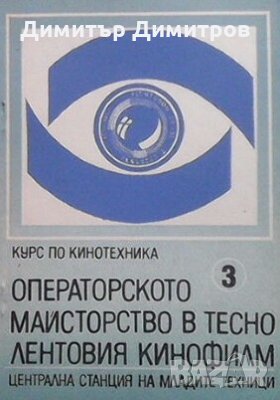 Димитър Димитров
КУРС ПО КИНОТЕХНИКА
3
ОПЕРАТОРСКОТО
МАЙСТОРСТВО В ТЕСНО
ЛЕНТОВИЯ КИНОФИЛМ
ЦЕНТРАЛНА СТАНЦИЯ НА МЛАДИТЕ ТЕХНИЦИ